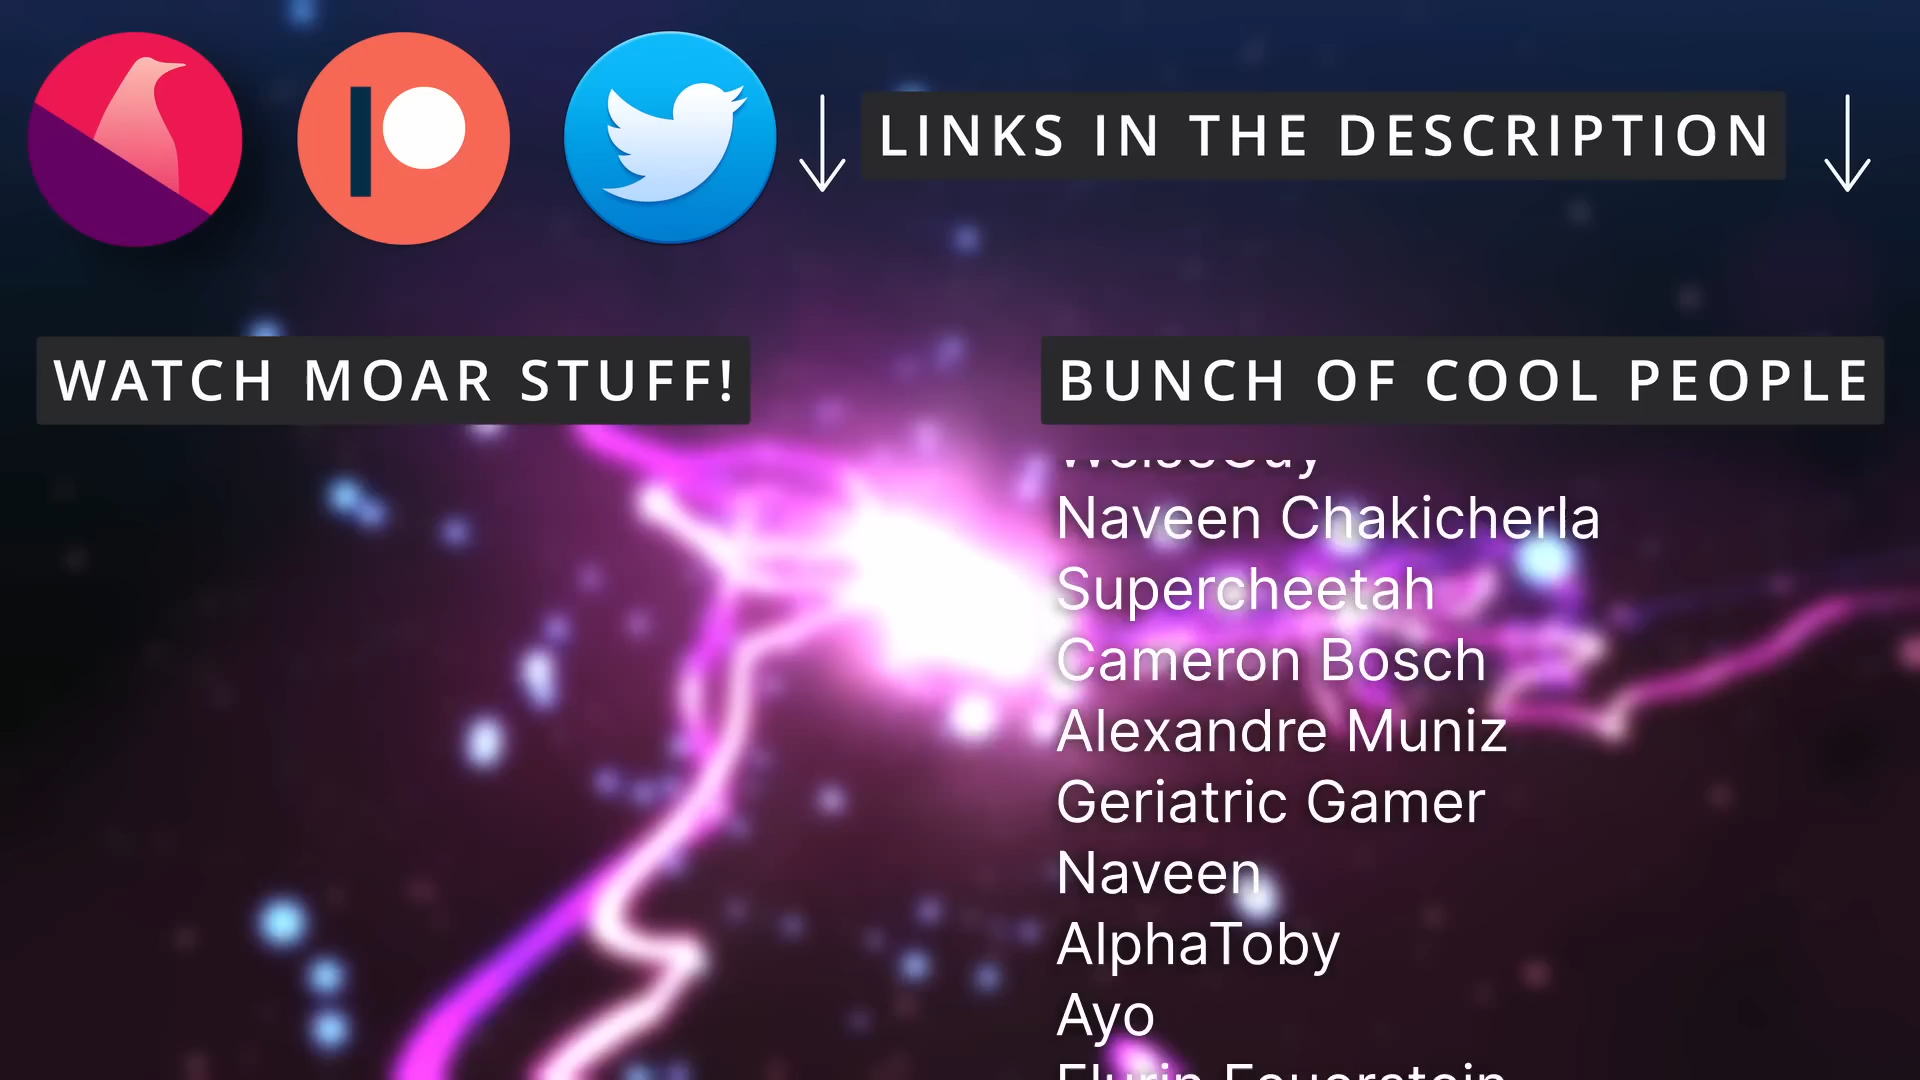 LINKS IN THE DESCRIPTION
WATCH MOAR STUFF!
BUNCH OF COOL PEOPLE
Naveen Chakicherla
Supercheetah
Cameron Bosch
Alexandre Muniz
Geriatric Gamer
Naveen
AlphaToby
Ayo